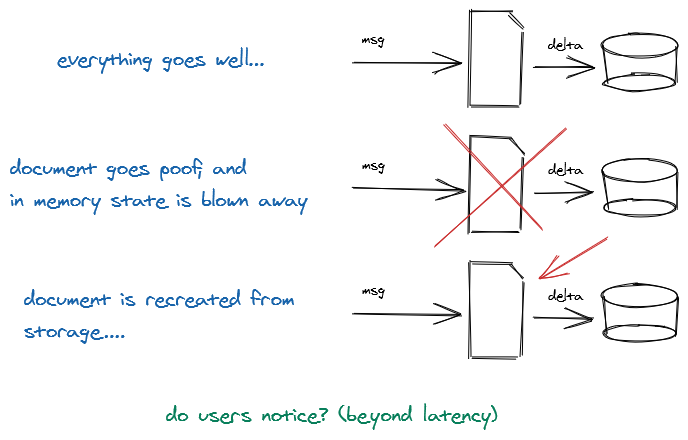 everything goes well...
msg
delta
document goes poof, and
in memory state is blown away
msg
delta
document is recreated from
storage....
msg
delta
do users notice? (beyond latency)